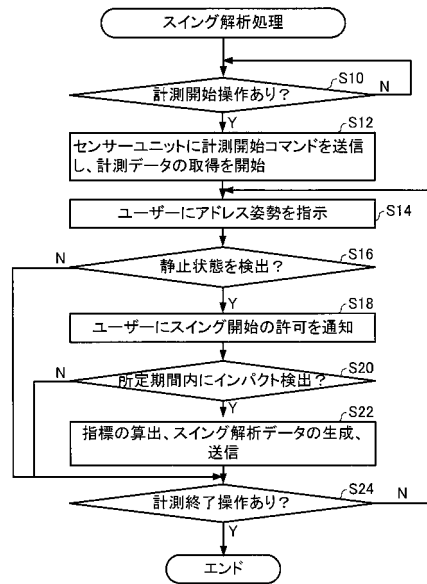 スイング解析処理
S10
計測開始操作あり?
N
Y
S12
センサーユニットに計測開始コマンドを送信
し、計測データの取得を開始
ユーザーにアドレス姿勢を指示
S14
S16
N
静止状態を検出?
Y
S18
ユーザーにスイング開始の許可を通知
S20
N
所定期間内にインパクト検出?
Y
S22
指標の算出、スイング解析データの生成、
送信
S24
計測終了操作あり?
N
Y
エンド